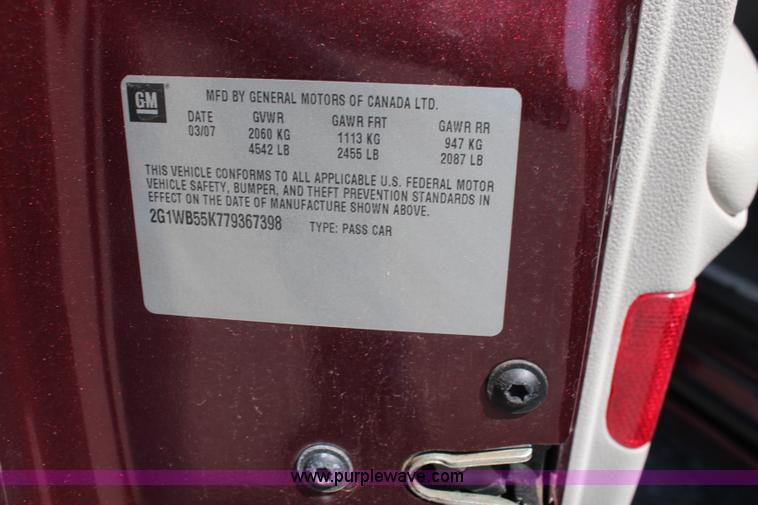 GM
MFD BY GENERAL MOTORS OF CANADA LTD.
DATE GVWR GAWR FRT GAWR RR
03/07 2060 KG 1113 KG 947 KG
4542 LB 2455 LB 2087 LB
THIS VEHICLE CONFORMS TO ALL APPLICABLE U.S. FEDERAL MOTOR
VEHICLE SAFETY, BUMPER, AND THEFT PREVENTION STANDARDS IN
EFFECT ON THE DATE OF MANUFACTURE SHOWN ABOVE.
2G1WB55K779367398 TYPE: PASS CAR
www.purplewave.com